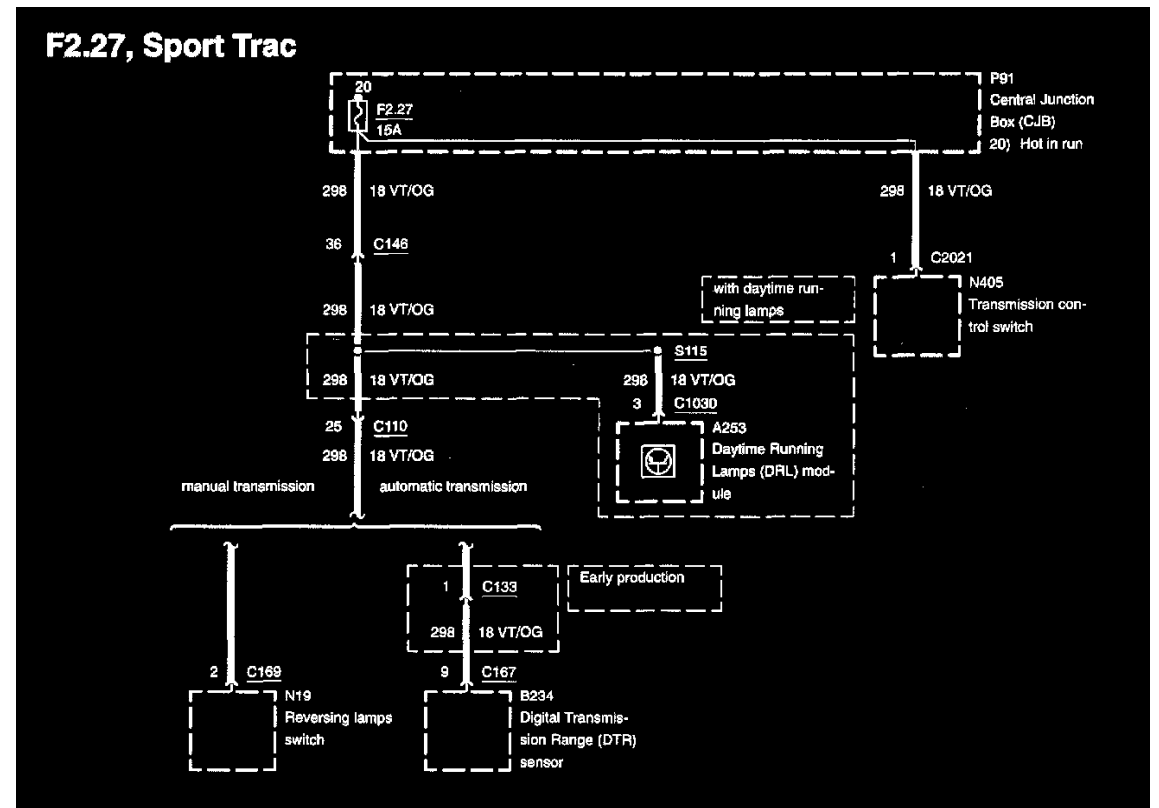 F2.27, Sport Trac
20
F2.27
15A
P91
Central Junction
Box (CJB)
20) Hot in run
298 18 VT/OG
298 18 VT/OG
36 C146
1 C2021
N405
Transmission con-
trol switch
with daytime run-
ning lamps
298 18 VT/OG
S115
298 18 VT/OG
298 18 VT/OG
3 C1030
25 C110
A253
Daytime Running
Lamps (DRL) mod-
ule
298 18 VT/OG
manual transmission
automatic transmission
Early production
1 C133
298 18 VT/OG
2 C169
9 C167
N19
Reversing lamps
switch
B234
Digital Transmis-
sion Range (DTR)
sensor